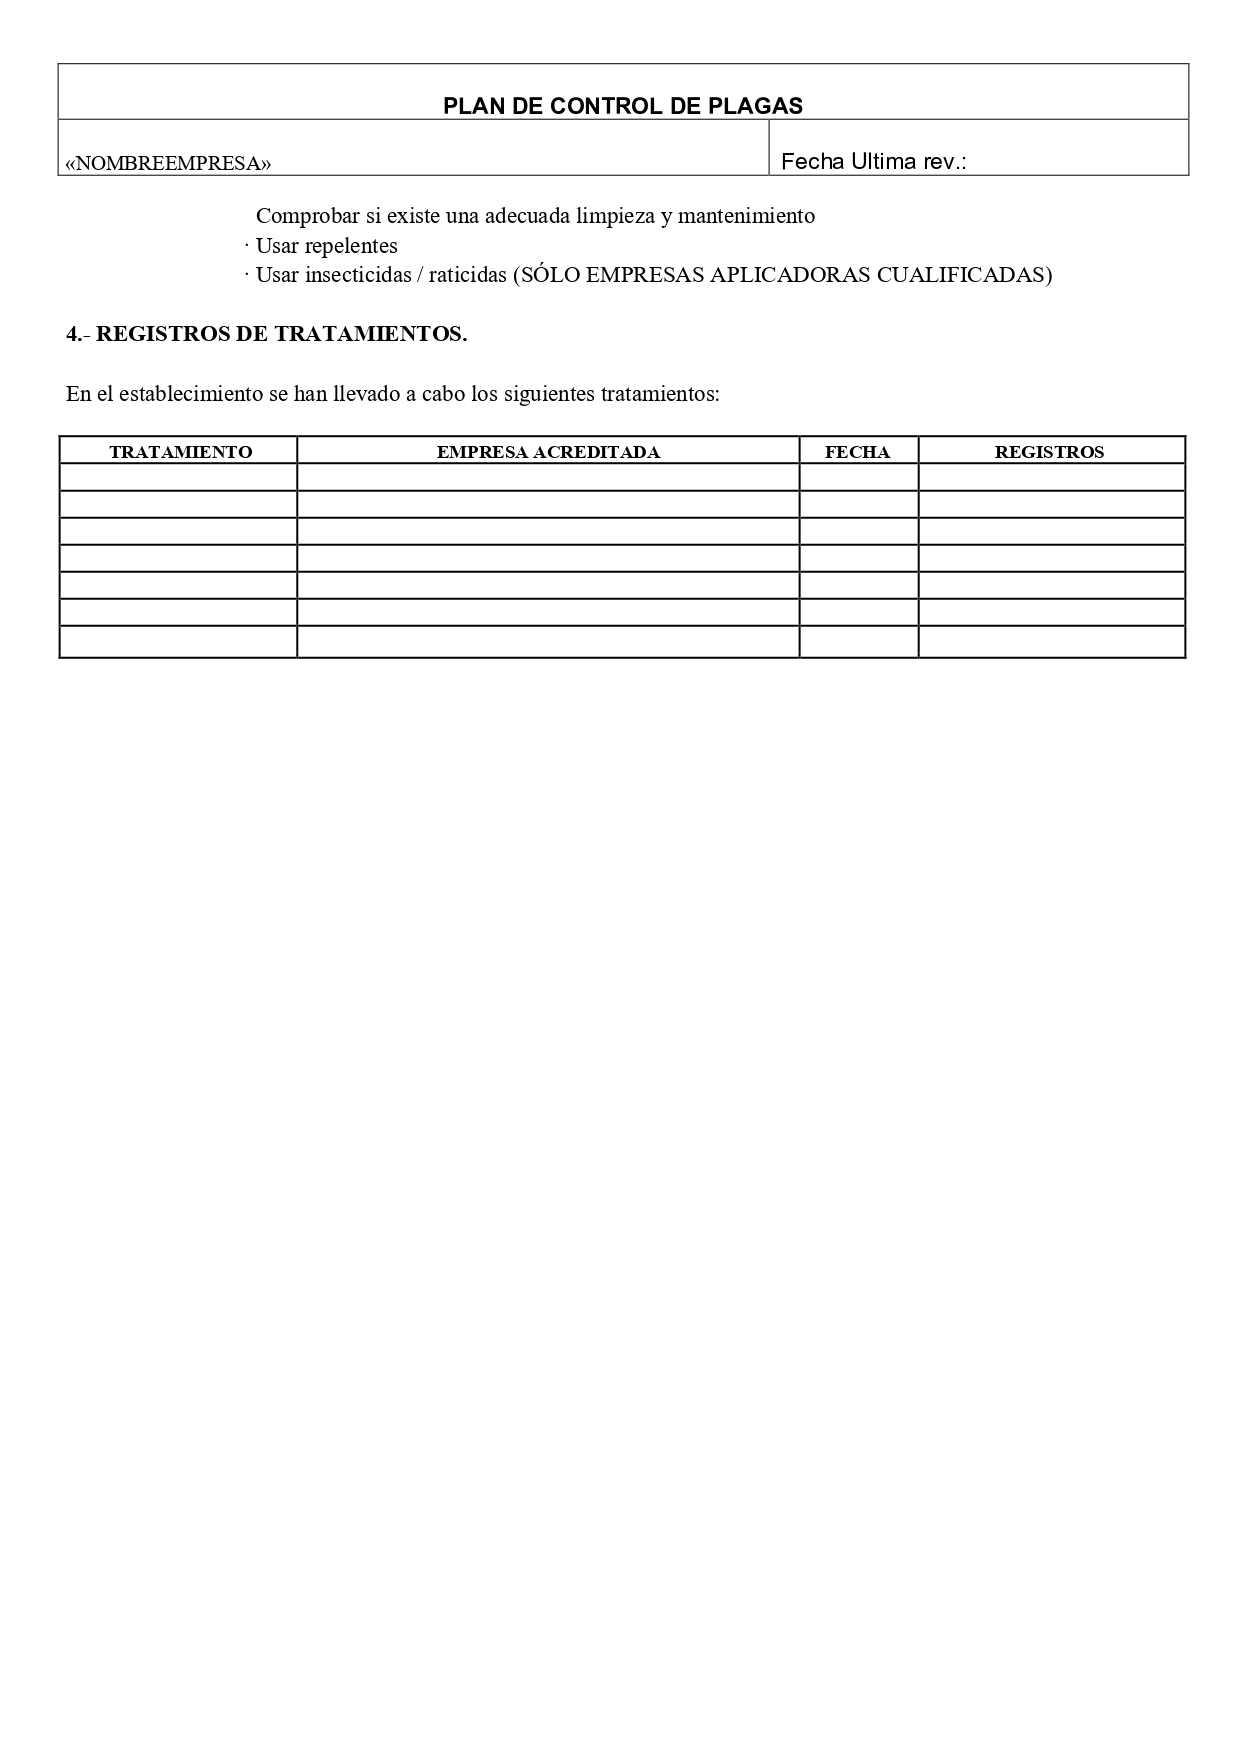 PLAN DE CONTROL DE PLAGAS
«NOMBREEMPRESA»
Fecha Ultima rev.:
Comprobar si existe una adecuada limpieza y mantenimiento
· Usar repelentes
· Usar insecticidas / raticidas (SÓLO EMPRESAS APLICADORAS CUALIFICADAS)
4.- REGISTROS DE TRATAMIENTOS.
En el establecimiento se han llevado a cabo los siguientes tratamientos:
TRATAMIENTO EMPRESA ACREDITADA FECHA REGISTROS